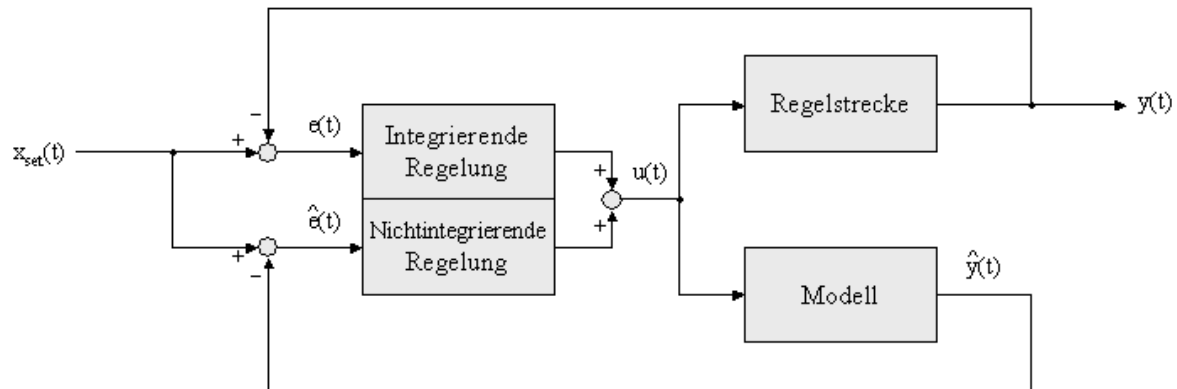 −
Regelstrecke
y(t)
e(t)
Integrierende
Regelung
+
x_set(t)
+
u(t)
ê(t)
Nichtintegrierende
Regelung
+
+
−
ŷ(t)
Modell